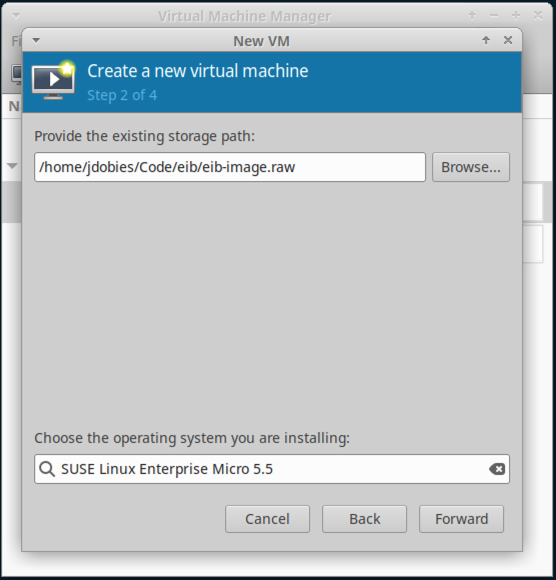 Virtual Machine Manager
Fi
New VM
Create a new virtual machine
Step 2 of 4
N
Provide the existing storage path:
/home/jdobies/Code/eib/eib-image.raw
Browse...
Choose the operating system you are installing:
SUSE Linux Enterprise Micro 5.5
Cancel
Back
Forward